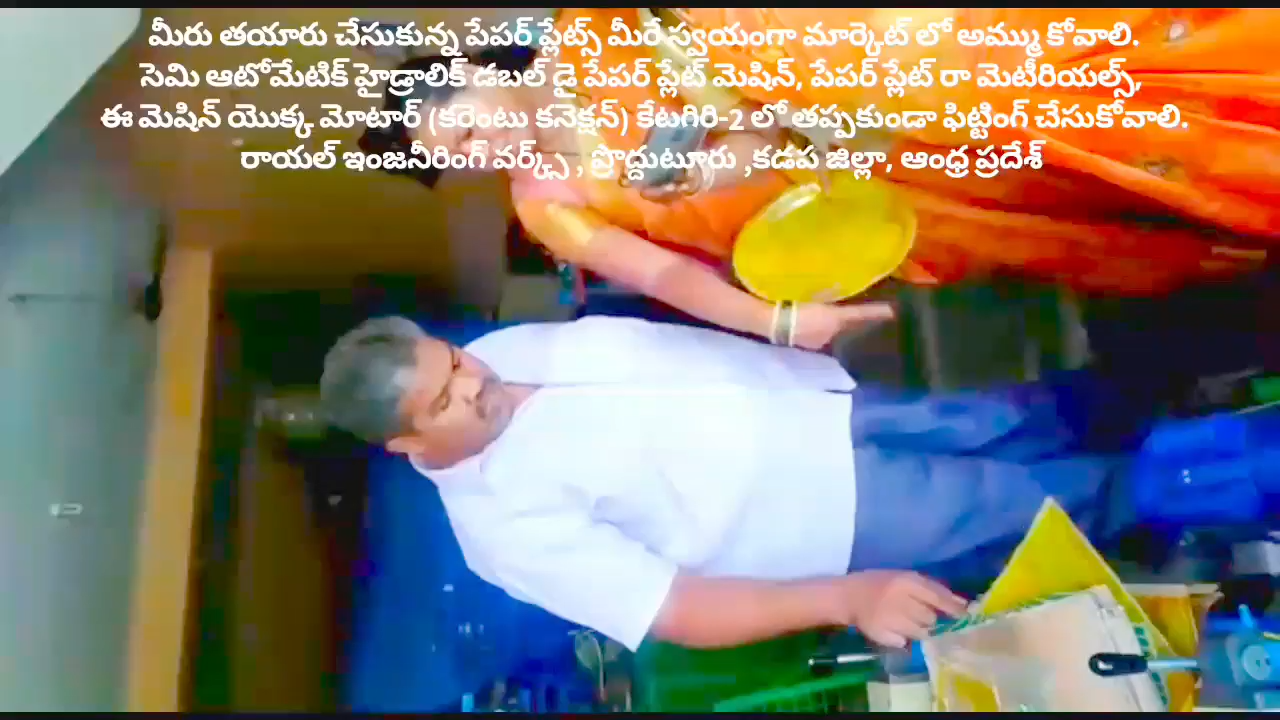 మీరు తయారు చేసుకున్న పేపర్ ప్లేట్స్ మీరే స్వయంగా మార్కెట్ లో అమ్ము కోవాలి.
సెమి ఆటోమేటిక్ హైడ్రాలిక్ డబల్ డై పేపర్ ప్లేట్ మెషిన్, పేపర్ ప్లేట్ రా మెటీరియల్స్,
ఈ మెషిన్ యొక్క మోటార్ (కరెంటు కనెక్షన్) కేటగిరి-2 లో తప్పకుండా ఫిట్టింగ్ చేసుకోవాలి.
రాయల్ ఇంజనీరింగ్ వర్క్స్ , ప్రొద్దుటూరు ,కడప జిల్లా, ఆంధ్ర ప్రదేశ్